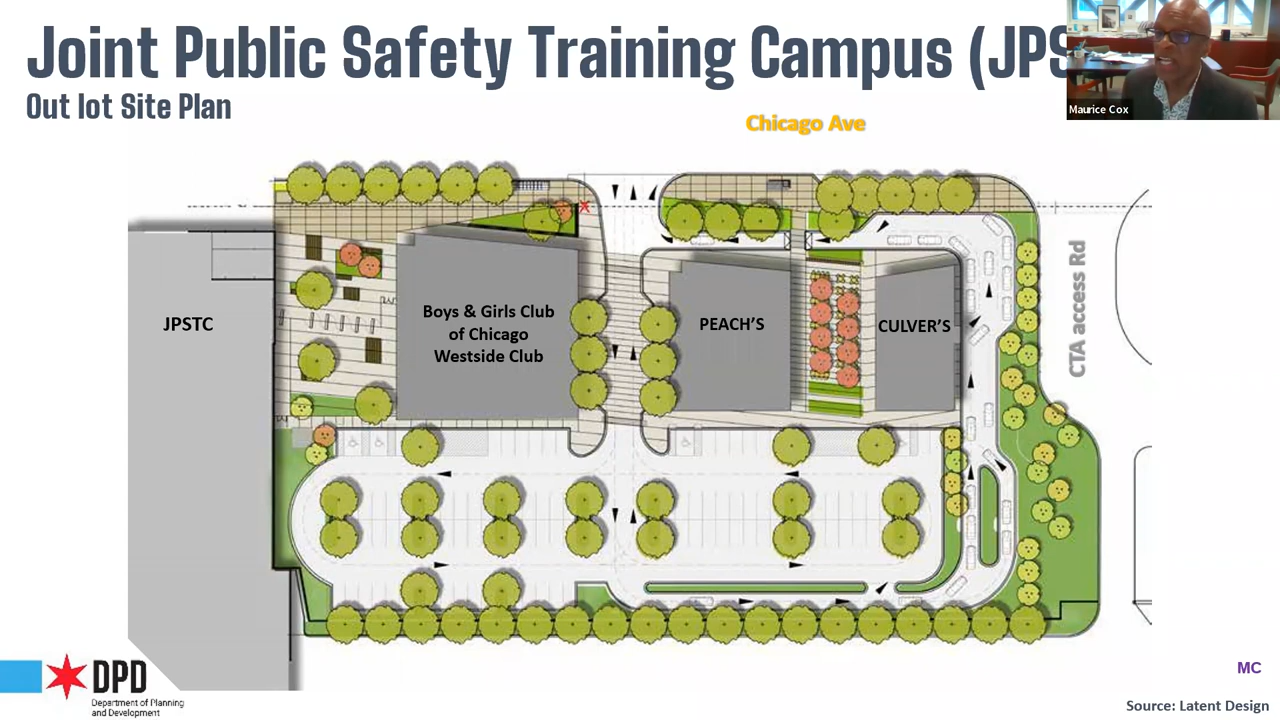 Joint Public Safety Training Campus (JPS
Out lot Site Plan
Maurice Cox
Chicago Ave
CTA access Rd
JPSTC
Boys & Girls Club
of Chicago
Westside Club
PEACH'S
CULVER'S
DPD
Department of Planning
and Development
MC
Source: Latent Design